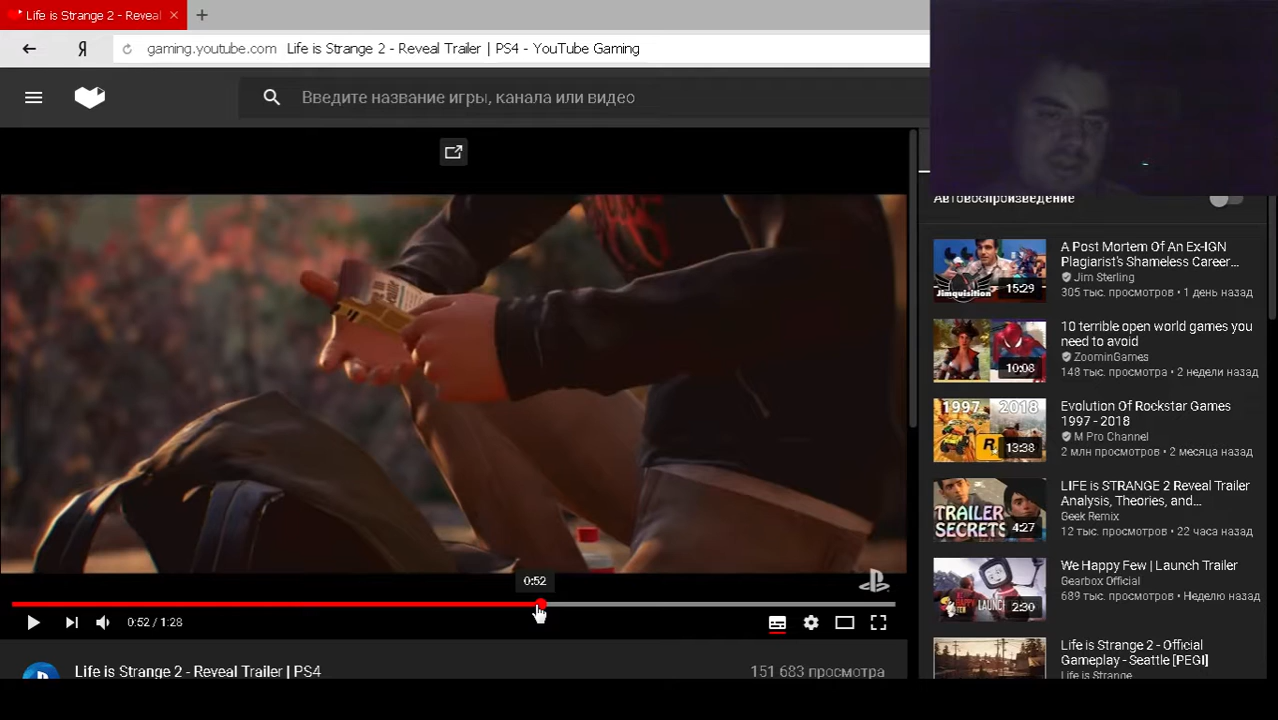 Life is Strange 2 - Reveal
Я
gaming.youtube.com Life is Strange 2 - Reveal Trailer | PS4 - YouTube Gaming
Введите название игры, канала или видео
Автовоспроизведение
A Post Mortem Of An Ex-IGN
Plagiarist's Shameless Career...
Jim Sterling
305 тыс. просмотров • 1 день назад
Jimquisition
15:29
10 terrible open world games you
need to avoid
ZoominGames
148 тыс. просмотра • 2 недели назад
10:08
Evolution Of Rockstar Games
1997 - 2018
M Pro Channel
2 млн просмотров • 2 месяца назад
1997 2018
R
13:38
LIFE is STRANGE 2 Reveal Trailer
Analysis, Theories, and...
Geek Remix
12 тыс. просмотров • 22 часа назад
TRAILER
SECRETS
4:27
We Happy Few | Launch Trailer
Gearbox Official
689 тыс. просмотров • Неделю назад
2:30
Life is Strange 2 - Official
Gameplay - Seattle [PEGI]
Life is Strange
0:52
0:52 / 1:28
Life is Strange 2 - Reveal Trailer | PS4
151 683 просмотра